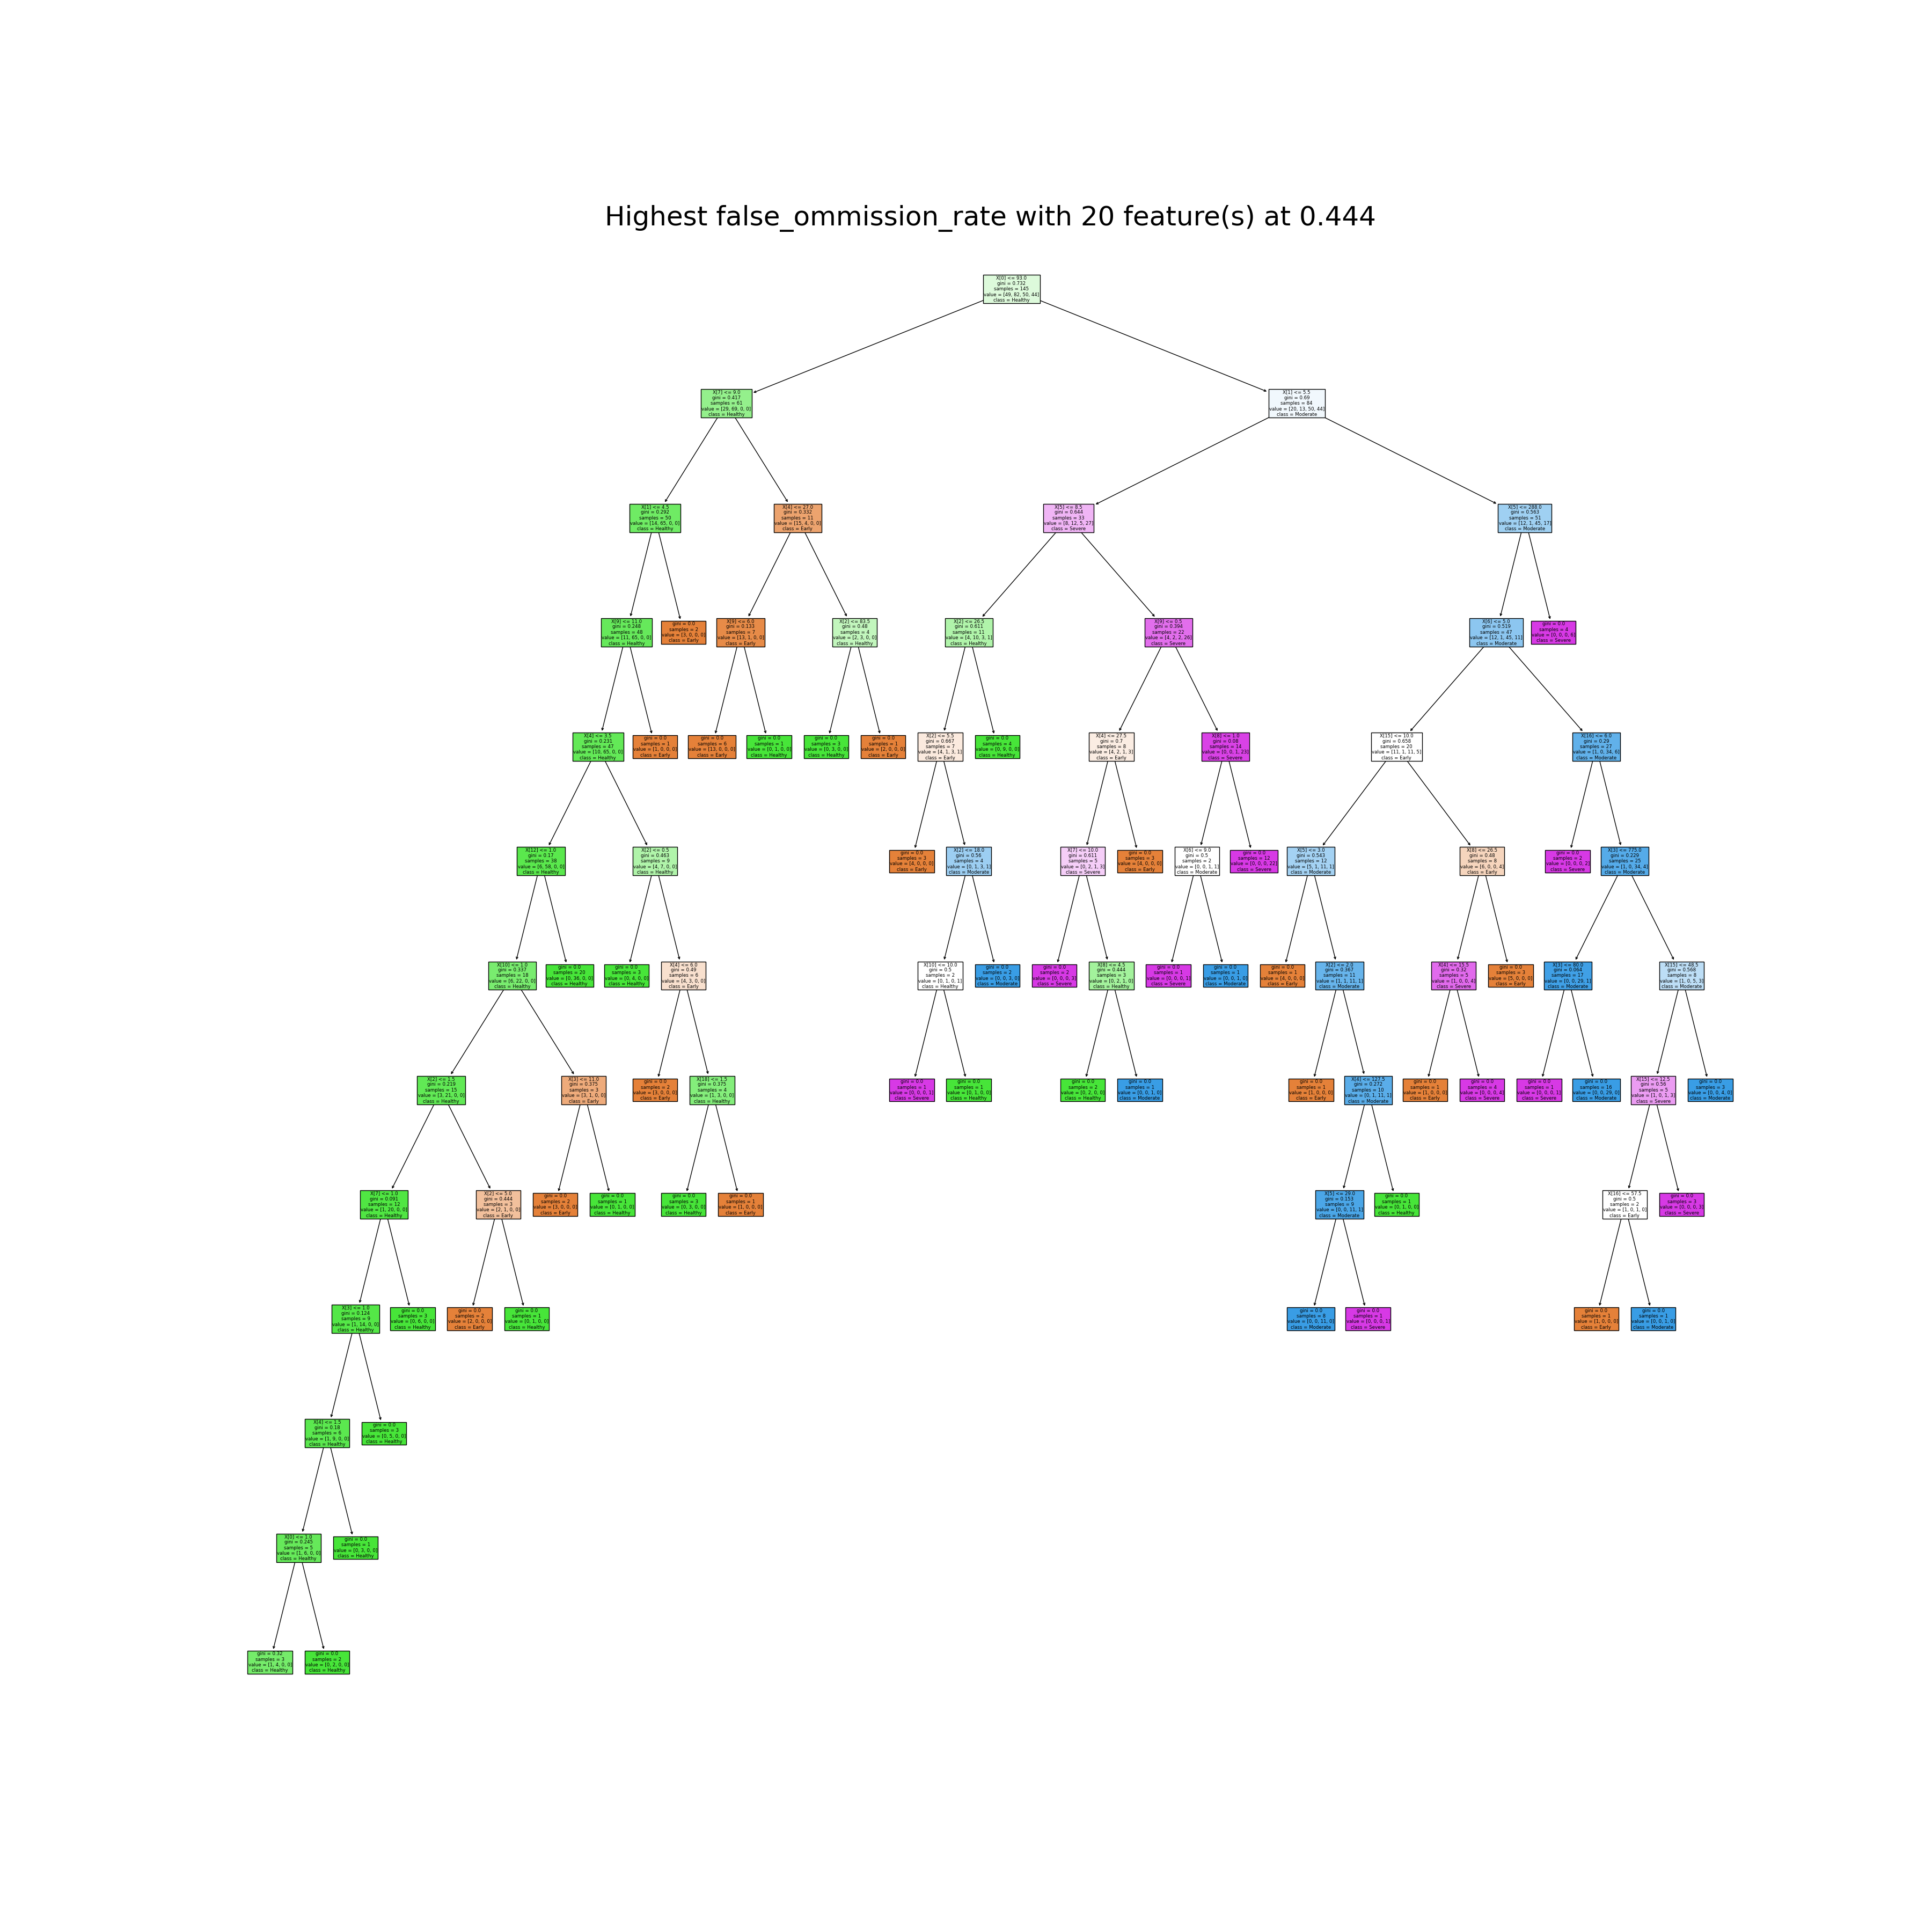 Highest false_ommission_rate with 20 feature(s) at 0.444
X[0] <= 93.0
gini = 0.732
samples = 145
value = [49, 82, 50, 44]
class = Healthy
X[7] <= 9.0
gini = 0.417
samples = 61
value = [29, 69, 0, 0]
class = Healthy
X[1] <= 5.5
gini = 0.69
samples = 84
value = [20, 13, 50, 44]
class = Moderate
X[1] <= 4.5
gini = 0.292
samples = 50
value = [14, 65, 0, 0]
class = Healthy
X[4] <= 27.0
gini = 0.332
samples = 11
value = [15, 4, 0, 0]
class = Early
X[5] <= 8.5
gini = 0.644
samples = 33
value = [8, 12, 5, 27]
class = Severe
X[5] <= 288.0
gini = 0.563
samples = 51
value = [12, 1, 45, 17]
class = Moderate
X[9] <= 11.0
gini = 0.248
samples = 48
value = [11, 65, 0, 0]
class = Healthy
gini = 0.0
samples = 2
value = [3, 0, 0, 0]
class = Early
X[9] <= 6.0
gini = 0.133
samples = 7
value = [13, 1, 0, 0]
class = Early
X[2] <= 83.5
gini = 0.48
samples = 4
value = [2, 3, 0, 0]
class = Healthy
X[2] <= 26.5
gini = 0.611
samples = 11
value = [4, 10, 3, 1]
class = Healthy
X[9] <= 0.5
gini = 0.394
samples = 22
value = [4, 2, 2, 26]
class = Severe
X[6] <= 5.0
gini = 0.519
samples = 47
value = [12, 1, 45, 11]
class = Moderate
gini = 0.0
samples = 4
value = [0, 0, 0, 6]
class = Severe
X[4] <= 3.5
gini = 0.231
samples = 47
value = [10, 65, 0, 0]
class = Healthy
gini = 0.0
samples = 1
value = [1, 0, 0, 0]
class = Early
gini = 0.0
samples = 6
value = [13, 0, 0, 0]
class = Early
gini = 0.0
samples = 1
value = [0, 1, 0, 0]
class = Healthy
gini = 0.0
samples = 3
value = [0, 3, 0, 0]
class = Healthy
gini = 0.0
samples = 1
value = [2, 0, 0, 0]
class = Early
X[2] <= 5.5
gini = 0.667
samples = 7
value = [4, 1, 3, 1]
class = Early
gini = 0.0
samples = 4
value = [0, 9, 0, 0]
class = Healthy
X[4] <= 27.5
gini = 0.7
samples = 8
value = [4, 2, 1, 3]
class = Early
gini = 0.08
samples = 14
value = [0, 0, 1, 23]
class = Severe
X[15] <= 10.0
gini = 0.658
samples = 20
value = [11, 1, 11, 5]
class = Early
X[16] <= 6.0
gini = 0.29
samples = 27
value = [1, 0, 34, 6]
class = Moderate
X[12] <= 1.0
gini = 0.17
samples = 38
value = [6, 58, 0, 0]
class = Healthy
X[2] <= 0.5
gini = 0.463
samples = 9
value = [4, 7, 0, 0]
class = Healthy
gini = 0.0
samples = 3
value = [4, 0, 0, 0]
class = Early
X[2] <= 18.0
gini = 0.56
samples = 4
value = [0, 1, 3, 1]
class = Moderate
X[7] <= 10.0
gini = 0.611
samples = 5
value = [0, 2, 1, 3]
class = Severe
gini = 0.0
samples = 3
value = [4, 0, 0, 0]
class = Early
X[6] <= 9.0
gini = 0.5
samples = 2
value = [0, 0, 1, 1]
class = Moderate
gini = 0.0
samples = 12
value = [0, 0, 0, 22]
class = Severe
X[5] <= 3.0
gini = 0.543
samples = 12
value = [5, 1, 11, 1]
class = Moderate
X[8] <= 26.5
gini = 0.48
samples = 8
value = [6, 0, 0, 4]
class = Early
gini = 0.0
samples = 2
value = [0, 0, 0, 2]
class = Severe
X[3] <= 775.0
gini = 0.229
samples = 25
value = [1, 0, 34, 4]
class = Moderate
X[10] <= 1.0
gini = 0.337
samples = 18
value = [6, 22, 0, 0]
class = Healthy
gini = 0.0
samples = 20
value = [0, 36, 0, 0]
class = Healthy
gini = 0.0
samples = 3
value = [0, 4, 0, 0]
class = Healthy
X[4] <= 6.0
gini = 0.49
samples = 6
value = [4, 3, 0, 0]
class = Early
X[10] <= 10.0
gini = 0.5
samples = 2
value = [0, 1, 0, 1]
class = Healthy
gini = 0.0
samples = 2
value = [0, 0, 3, 0]
class = Moderate
gini = 0.0
samples = 2
value = [0, 0, 0, 3]
class = Severe
X[8] <= 4.5
gini = 0.444
samples = 3
value = [0, 2, 1, 0]
class = Healthy
gini = 0.0
samples = 1
value = [0, 0, 0, 1]
class = Severe
gini = 0.0
samples = 1
value = [0, 0, 1, 0]
class = Moderate
gini = 0.0
samples = 1
value = [4, 0, 0, 0]
class = Early
X[2] <= 2.0
gini = 0.367
samples = 11
value = [1, 1, 11, 1]
class = Moderate
X[4] <= 15.5
gini = 0.32
samples = 5
value = [1, 0, 0, 4]
class = Severe
gini = 0.0
samples = 3
value = [5, 0, 0, 0]
class = Early
X[3] <= 80.0
gini = 0.064
samples = 17
value = [0, 0, 29, 1]
class = Moderate
X[15] <= 48.5
gini = 0.568
samples = 8
value = [1, 0, 5, 3]
class = Moderate
X[2] <= 1.5
gini = 0.219
samples = 15
value = [3, 21, 0, 0]
class = Healthy
X[3] <= 11.0
gini = 0.375
samples = 3
value = [3, 1, 0, 0]
class = Early
gini = 0.0
samples = 2
value = [3, 0, 0, 0]
class = Early
X[18] <= 1.5
gini = 0.375
samples = 4
value = [1, 3, 0, 0]
class = Healthy
gini = 0.0
samples = 1
value = [0, 0, 0, 1]
class = Severe
gini = 0.0
samples = 1
value = [0, 1, 0, 0]
class = Healthy
gini = 0.0
samples = 2
value = [0, 2, 0, 0]
class = Healthy
gini = 0.0
samples = 1
value = [0, 0, 1, 0]
class = Moderate
gini = 0.0
samples = 1
value = [1, 0, 0, 0]
class = Early
X[6] <= 127.5
gini = 0.272
samples = 10
value = [0, 1, 11, 1]
class = Moderate
gini = 0.0
samples = 1
value = [1, 0, 0, 0]
class = Early
gini = 0.0
samples = 4
value = [0, 0, 0, 4]
class = Severe
gini = 0.0
samples = 1
value = [0, 0, 0, 1]
class = Severe
gini = 0.0
samples = 16
value = [0, 0, 29, 0]
class = Moderate
X[15] <= 12.5
gini = 0.56
samples = 5
value = [1, 0, 1, 3]
class = Severe
gini = 0.0
samples = 3
value = [0, 0, 4, 0]
class = Moderate
X[7] <= 1.0
gini = 0.091
samples = 12
value = [1, 20, 0, 0]
class = Healthy
X[2] <= 5.0
gini = 0.444
samples = 3
value = [2, 1, 0, 0]
class = Early
gini = 0.0
samples = 2
value = [3, 0, 0, 0]
class = Early
gini = 0.0
samples = 1
value = [0, 1, 0, 0]
class = Healthy
gini = 0.0
samples = 3
value = [0, 3, 0, 0]
class = Healthy
gini = 0.0
samples = 1
value = [1, 0, 0, 0]
class = Early
X[5] <= 29.0
gini = 0.153
samples = 9
value = [0, 0, 11, 1]
class = Moderate
gini = 0.0
samples = 1
value = [0, 1, 0, 0]
class = Healthy
X[16] <= 57.5
gini = 0.5
samples = 2
value = [1, 0, 1, 0]
class = Early
gini = 0.0
samples = 3
value = [0, 0, 0, 3]
class = Severe
X[3] <= 1.0
gini = 0.124
samples = 9
value = [1, 14, 0, 0]
class = Healthy
gini = 0.0
samples = 3
value = [0, 6, 0, 0]
class = Healthy
gini = 0.0
samples = 2
value = [2, 0, 0, 0]
class = Early
gini = 0.0
samples = 1
value = [0, 1, 0, 0]
class = Healthy
gini = 0.0
samples = 8
value = [0, 0, 11, 0]
class = Moderate
gini = 0.0
samples = 1
value = [0, 0, 0, 1]
class = Severe
gini = 0.0
samples = 1
value = [1, 0, 0, 0]
class = Early
gini = 0.0
samples = 1
value = [0, 0, 1, 0]
class = Moderate
X[4] <= 1.5
gini = 0.18
samples = 6
value = [1, 9, 0, 0]
class = Healthy
gini = 0.0
samples = 3
value = [0, 5, 0, 0]
class = Healthy
X[0] <= 1.0
gini = 0.245
samples = 5
value = [1, 6, 0, 0]
class = Healthy
gini = 0.0
samples = 1
value = [0, 3, 0, 0]
class = Healthy
gini = 0.32
samples = 3
value = [1, 4, 0, 0]
class = Healthy
gini = 0.0
samples = 2
value = [0, 2, 0, 0]
class = Healthy